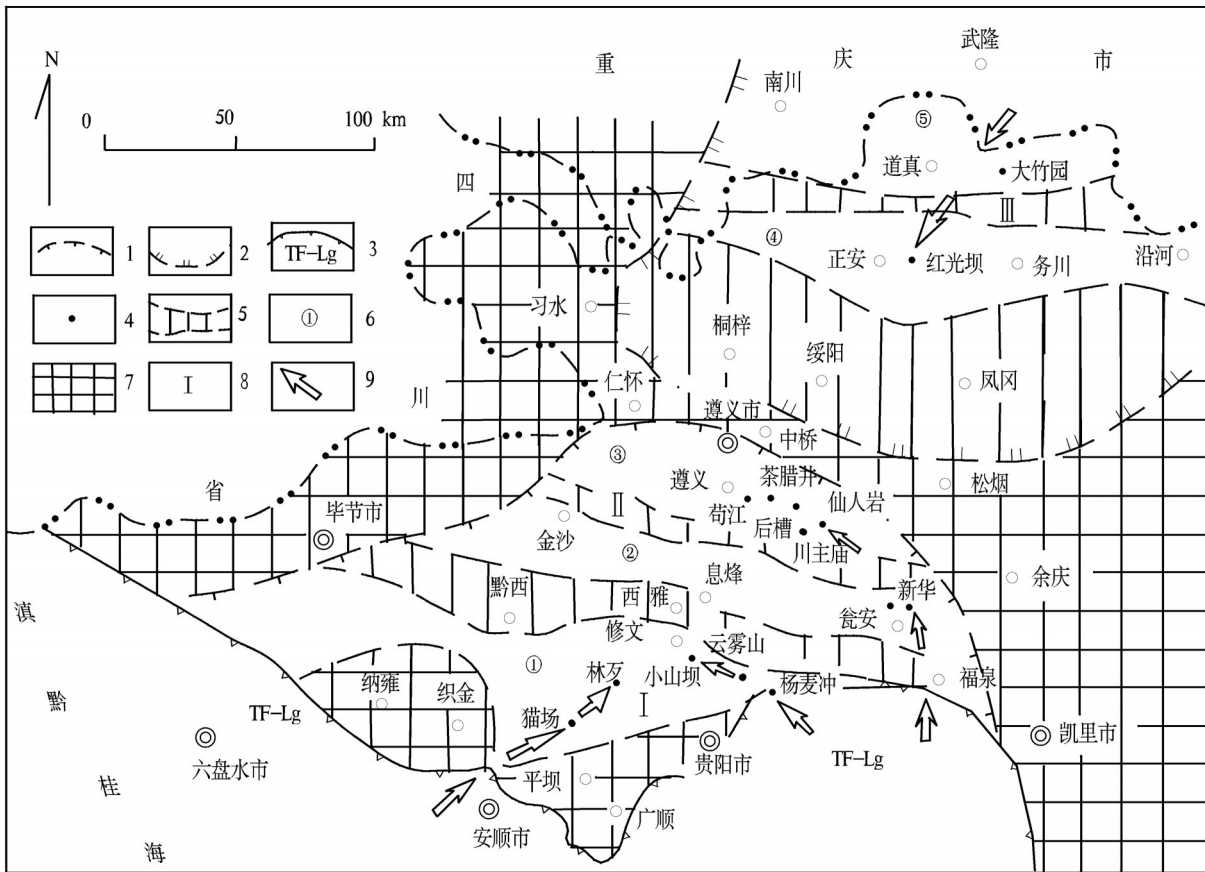 N
0 50 100 km
1
2
TF–Lg 3
4
5
① 6
7
Ⅰ 8
9
重
庆
市
武隆
南川
⑤
道真
大竹园
Ⅲ
四
④
正安
红光坝
务川
沿河
习水
桐梓
绥阳
凤冈
川
仁怀
遵义市
中桥
③
茶腊井
松烟
省
遵义
仙人岩
毕节市
Ⅱ
苟江
后槽
金沙
②
川主庙
息烽
新华
余庆
滇
黔西
西 雅
瓮安
修文
云雾山
黔
①
林歹
小山坝
杨麦冲
福泉
纳雍
织金
Ⅰ
TF–Lg
猫场
凯里市
六盘水市
贵阳市
TF–Lg
桂
平坝
安顺市
广顺
海